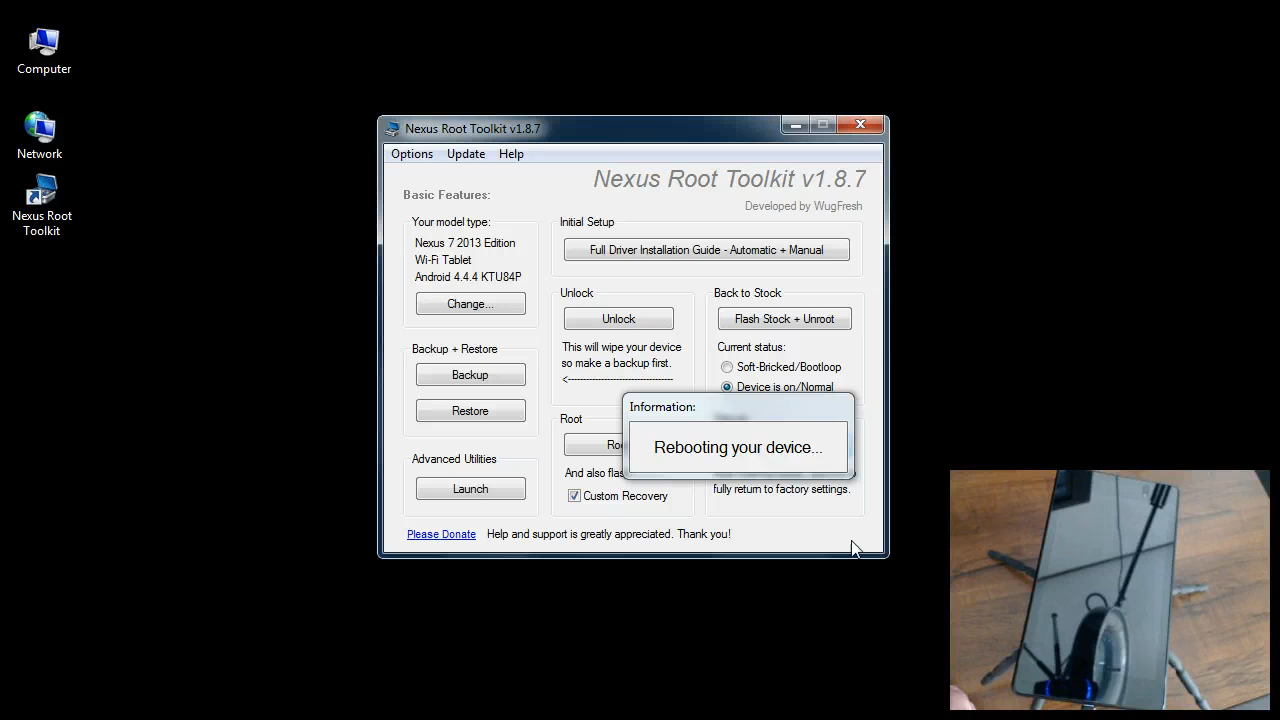 Computer
Network
Nexus Root
Toolkit
Nexus Root Toolkit v1.8.7
Options Update Help
Nexus Root Toolkit v1.8.7
Developed by WugFresh
Basic Features:
Your model type:
Nexus 7 2013 Edition
Wi-Fi Tablet
Android 4.4.4 KTU84P
Change...
Initial Setup
Full Driver Installation Guide - Automatic + Manual
Unlock
Unlock
This will wipe your device
so make a backup first.
<----------------------------------
Back to Stock
Flash Stock + Unroot
Current status:
Soft-Bricked/Bootloop
Device is on/Normal
Backup + Restore
Backup
Restore
Root
And also flas
Custom Recovery
Information:
Rebooting your device...
fully return to factory settings.
Advanced Utilities
Launch
Please Donate Help and support is greatly appreciated. Thank you!